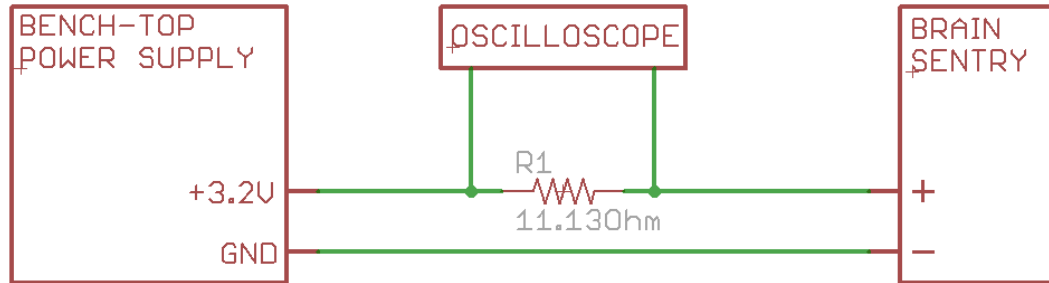 BENCH-TOP
POWER SUPPLY
OSCILLOSCOPE
BRAIN
SENTRY
R1
11.13Ohm
+3.2V
GND
+
-